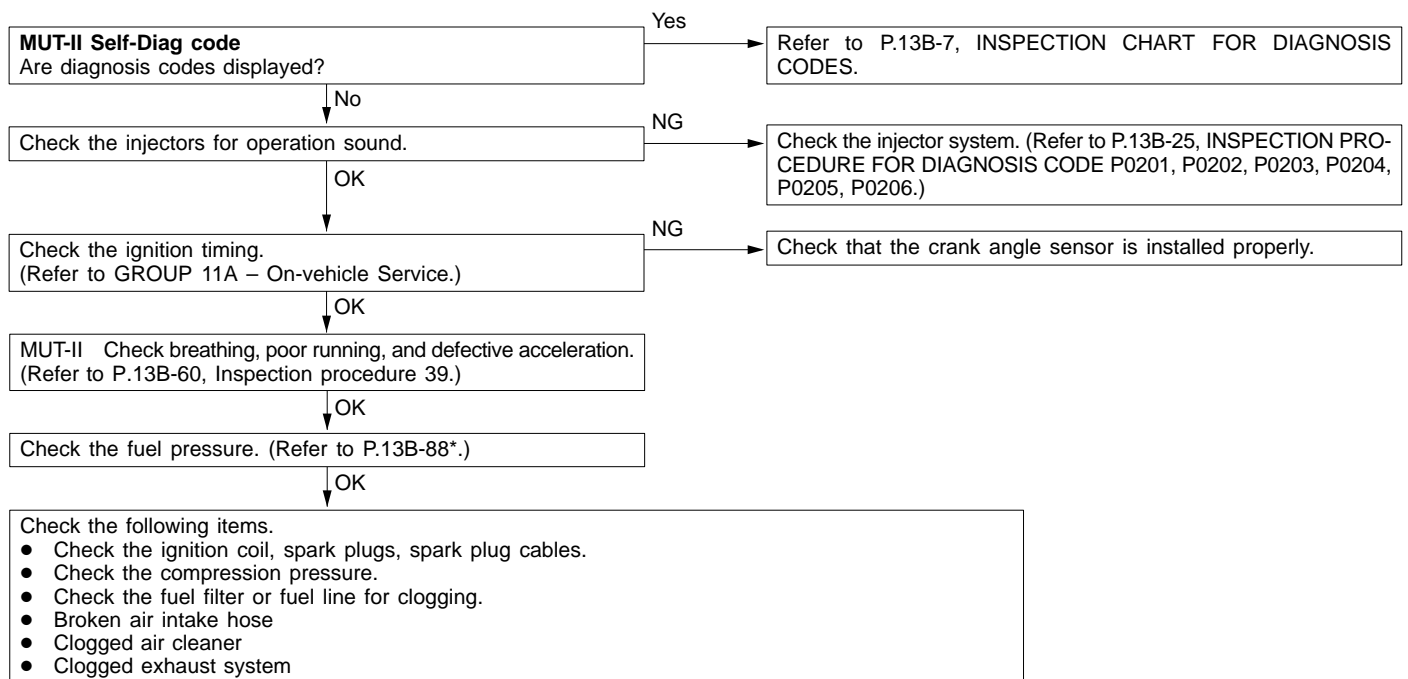 MUT-II Self-Diag code
Are diagnosis codes displayed?
Yes
Refer to P.13B-7, INSPECTION CHART FOR DIAGNOSIS
CODES.
No
Check the injectors for operation sound.
NG
Check the injector system. (Refer to P.13B-25, INSPECTION PRO-
CEDURE FOR DIAGNOSIS CODE P0201, P0202, P0203, P0204,
P0205, P0206.)
OK
Check the ignition timing.
(Refer to GROUP 11A – On-vehicle Service.)
NG
Check that the crank angle sensor is installed properly.
OK
MUT-II Check breathing, poor running, and defective acceleration.
(Refer to P.13B-60, Inspection procedure 39.)
OK
Check the fuel pressure. (Refer to P.13B-88*.)
OK
Check the following items.
● Check the ignition coil, spark plugs, spark plug cables.
● Check the compression pressure.
● Check the fuel filter or fuel line for clogging.
● Broken air intake hose
● Clogged air cleaner
● Clogged exhaust system